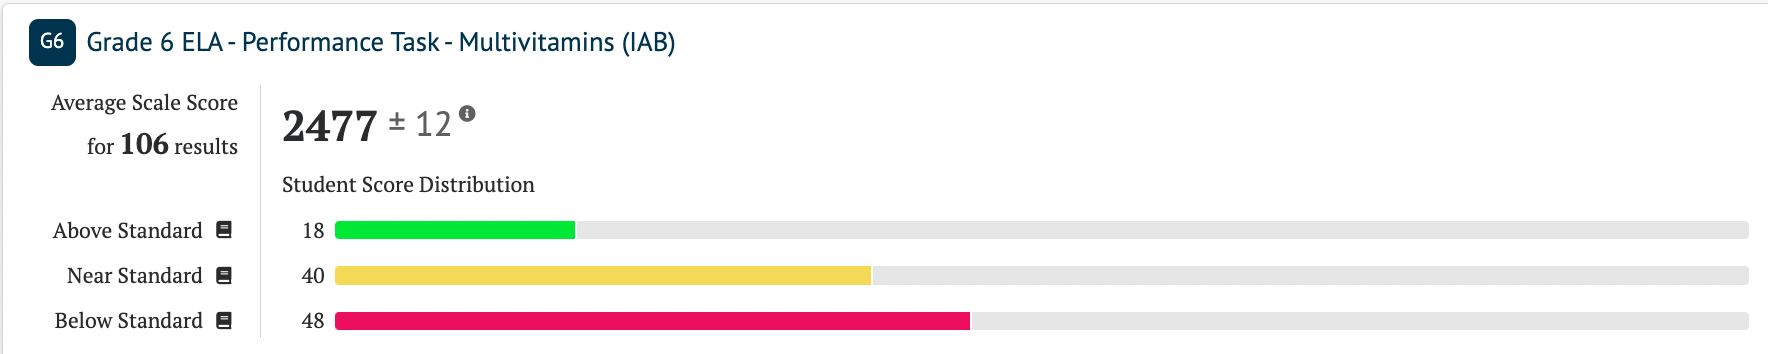 G6 Grade 6 ELA - Performance Task - Multivitamins (IAB)
Average Scale Score
for 106 results
2477 ± 12
Student Score Distribution
Above Standard 18
Near Standard 40
Below Standard 48